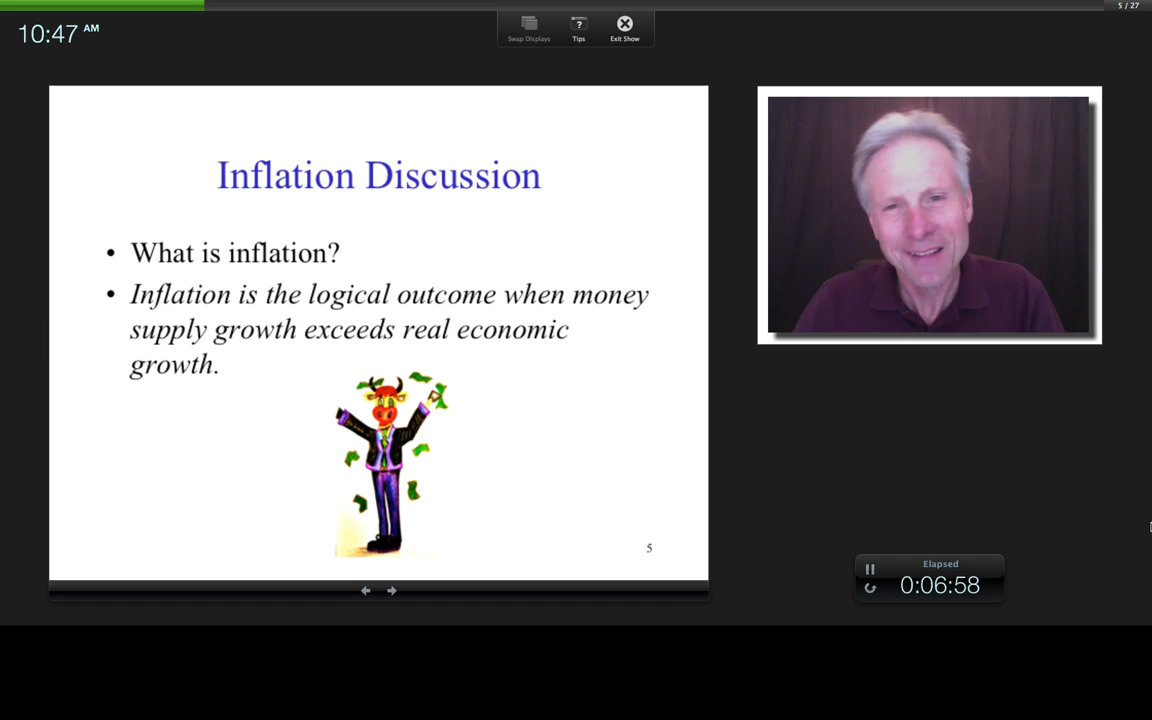 5 / 27
10:47 AM
Swap Displays
Tips
Exit Show
Inflation Discussion
• What is inflation?
• Inflation is the logical outcome when money
supply growth exceeds real economic
growth.
5
Elapsed
0:06:58